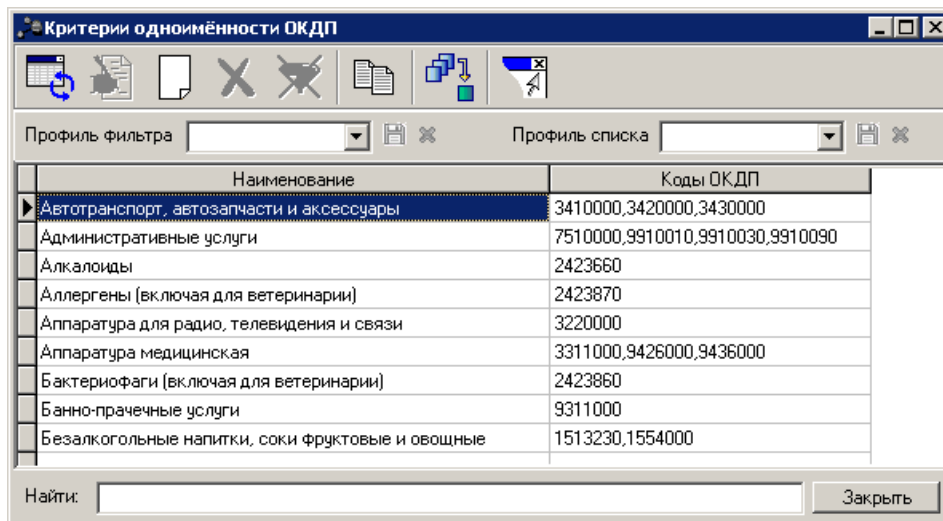 Критерии одноимённости ОКДП
Профиль фильтра Профиль списка
Наименование Коды ОКДП
Автотранспорт, автозапчасти и аксессуары 3410000,3420000,3430000
Административные услуги 7510000,9910010,9910030,9910090
Алкалоиды 2423660
Аллергены (включая для ветеринарии) 2423870
Аппаратура для радио, телевидения и связи 3220000
Аппаратура медицинская 3311000,9426000,9436000
Бактериофаги (включая для ветеринарии) 2423860
Банно-прачечные услуги 9311000
Безалкогольные напитки, соки фруктовые и овощные 1513230,1554000
Найти: Закрыть